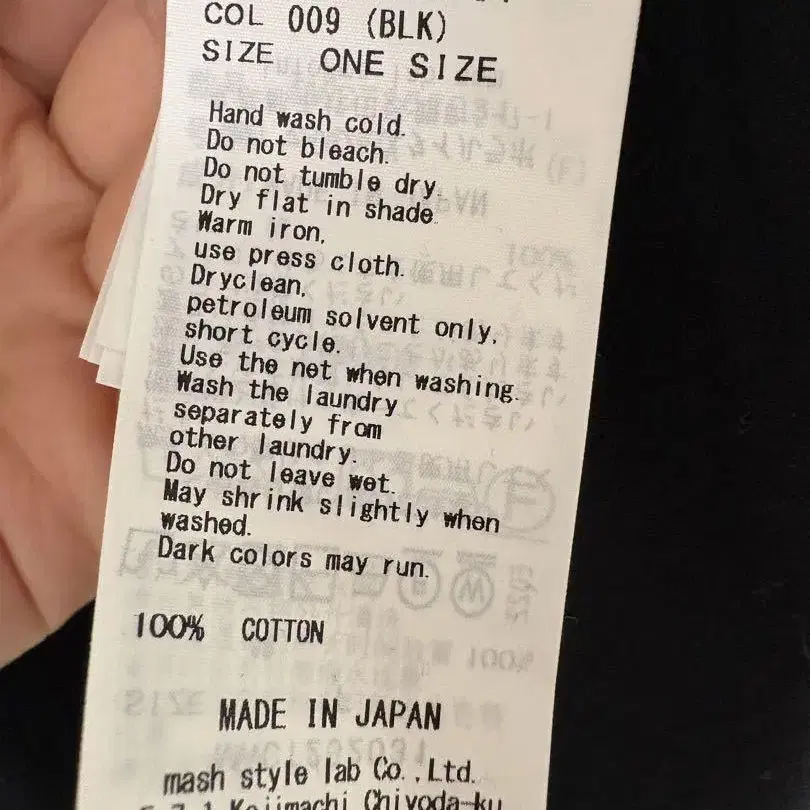 COL 009 (BLK)
SIZE ONE SIZE
Hand wash cold.
Do not bleach.
Do not tumble dry.
Dry flat in shade.
Warm iron,
use press cloth.
Dryclean,
petroleum solvent only,
short cycle.
Use the net when washing.
Wash the laundry
separately from
other laundry.
Do not leave wet.
May shrink slightly when
washed.
Dark colors may run.
100% COTTON
MADE IN JAPAN
mash style lab Co.,Ltd.
Kojimachi Chiyoda-ku